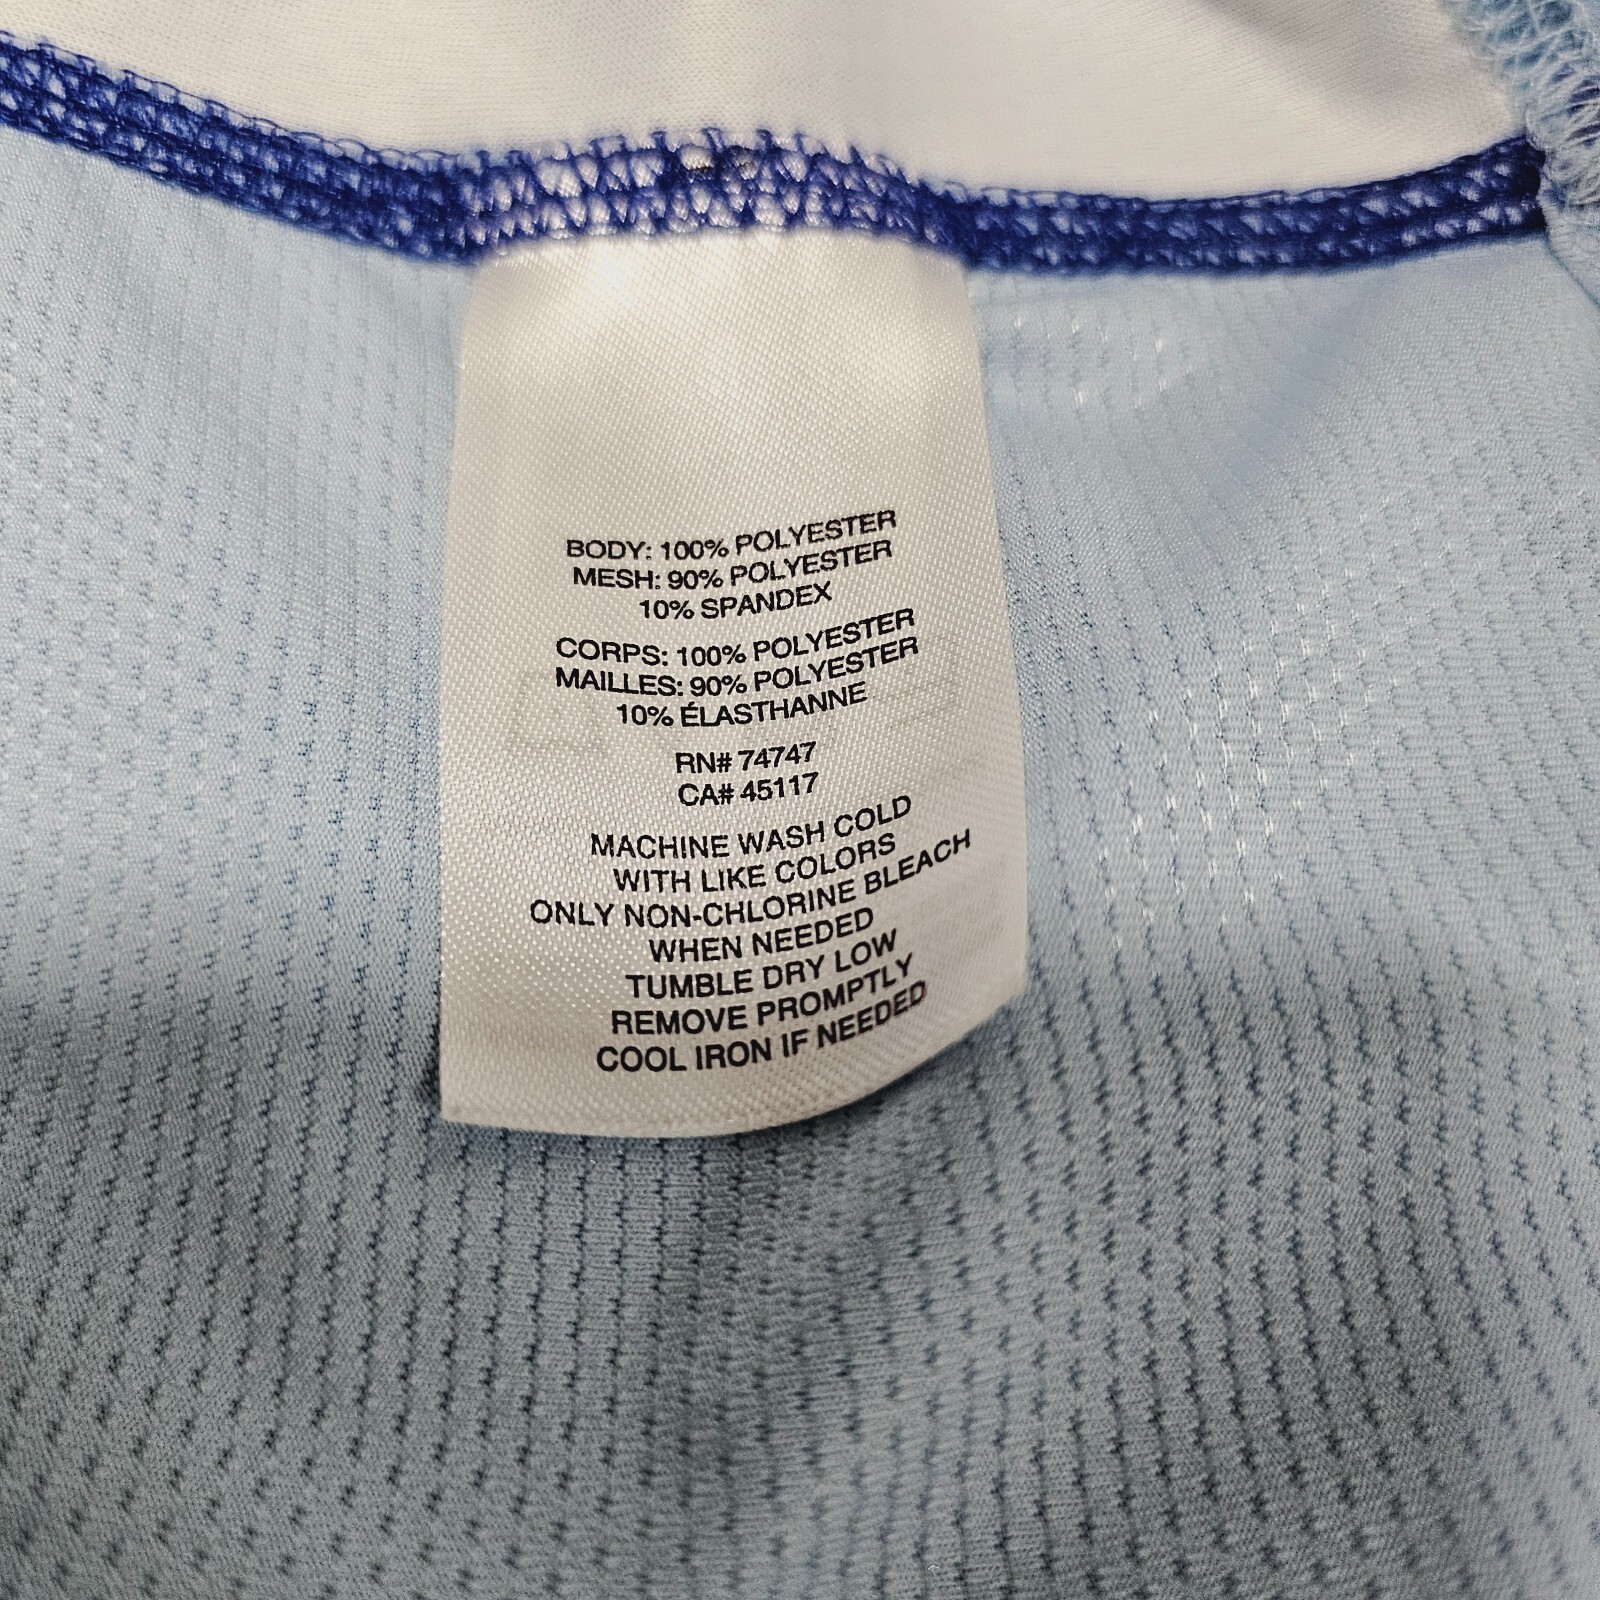 BODY: 100% POLYESTER
MESH: 90% POLYESTER
10% SPANDEX
CORPS: 100% POLYESTER
MAILLES: 90% POLYESTER
10% ÉLASTHANNE
RN# 74747
CA# 45117
MACHINE WASH COLD
WITH LIKE COLORS
ONLY NON-CHLORINE BLEACH
WHEN NEEDED
TUMBLE DRY LOW
REMOVE PROMPTLY
COOL IRON IF NEEDED